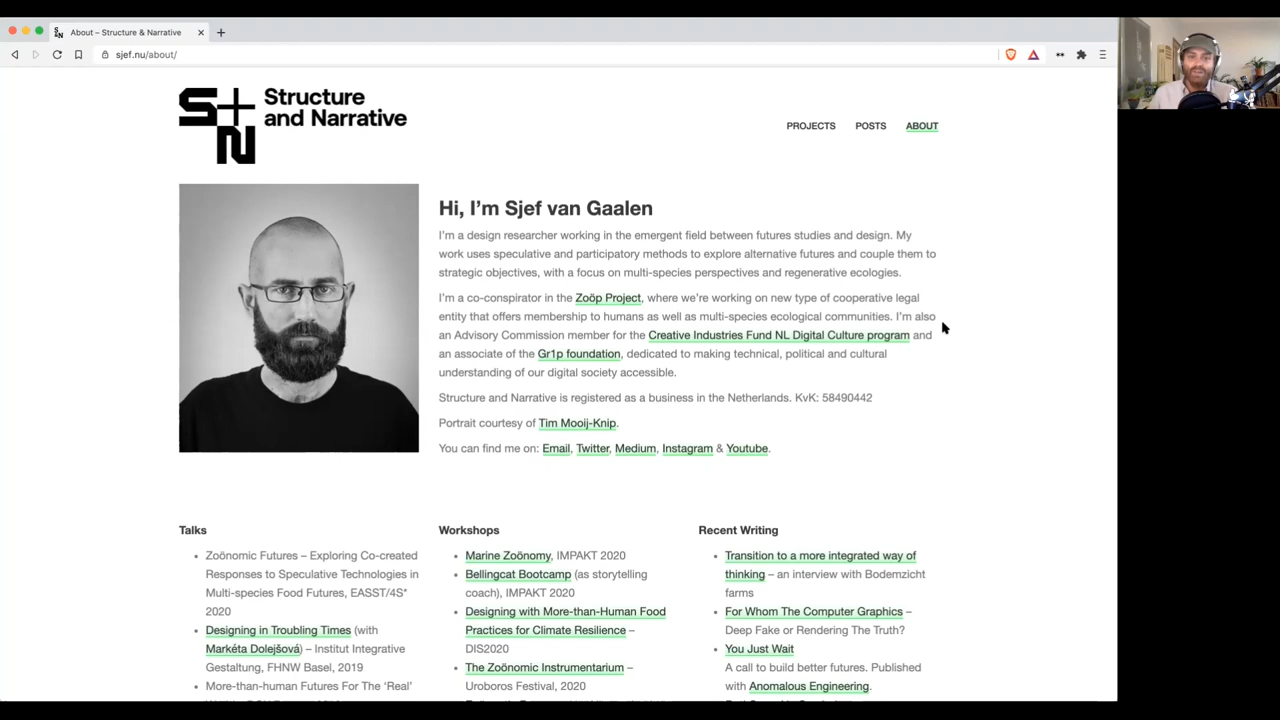 About – Structure & Narrative
sjef.nu/about/
S+N
Structure
and Narrative
PROJECTS
POSTS
ABOUT
Hi, I’m Sjef van Gaalen
I’m a design researcher working in the emergent field between futures studies and design. My
work uses speculative and participatory methods to explore alternative futures and couple them to
strategic objectives, with a focus on multi-species perspectives and regenerative ecologies.
I’m a co-conspirator in the Zoöp Project, where we’re working on new type of cooperative legal
entity that offers membership to humans as well as multi-species ecological communities. I’m also
an Advisory Commission member for the Creative Industries Fund NL Digital Culture program and
an associate of the Gr1p foundation, dedicated to making technical, political and cultural
understanding of our digital society accessible.
Structure and Narrative is registered as a business in the Netherlands. KvK: 58490442
Portrait courtesy of Tim Mooij-Knip.
You can find me on: Email, Twitter, Medium, Instagram & Youtube.
Talks
Zoönomic Futures – Exploring Co-created
Responses to Speculative Technologies in
Multi-species Food Futures, EASST/4S*
2020
Designing in Troubling Times (with
Markéta Dolejšová) – Institut Integrative
Gestaltung, FHNW Basel, 2019
More-than-human Futures For The ‘Real’
Workshops
Marine Zoönomy, IMPAKT 2020
Bellingcat Bootcamp (as storytelling
coach), IMPAKT 2020
Designing with More-than-Human Food
Practices for Climate Resilience –
DIS2020
The Zoönomic Instrumentarium –
Uroboros Festival, 2020
Recent Writing
Transition to a more integrated way of
thinking – an interview with Bodemzicht
farms
For Whom The Computer Graphics –
Deep Fake or Rendering The Truth?
You Just Wait
A call to build better futures. Published
with Anomalous Engineering.